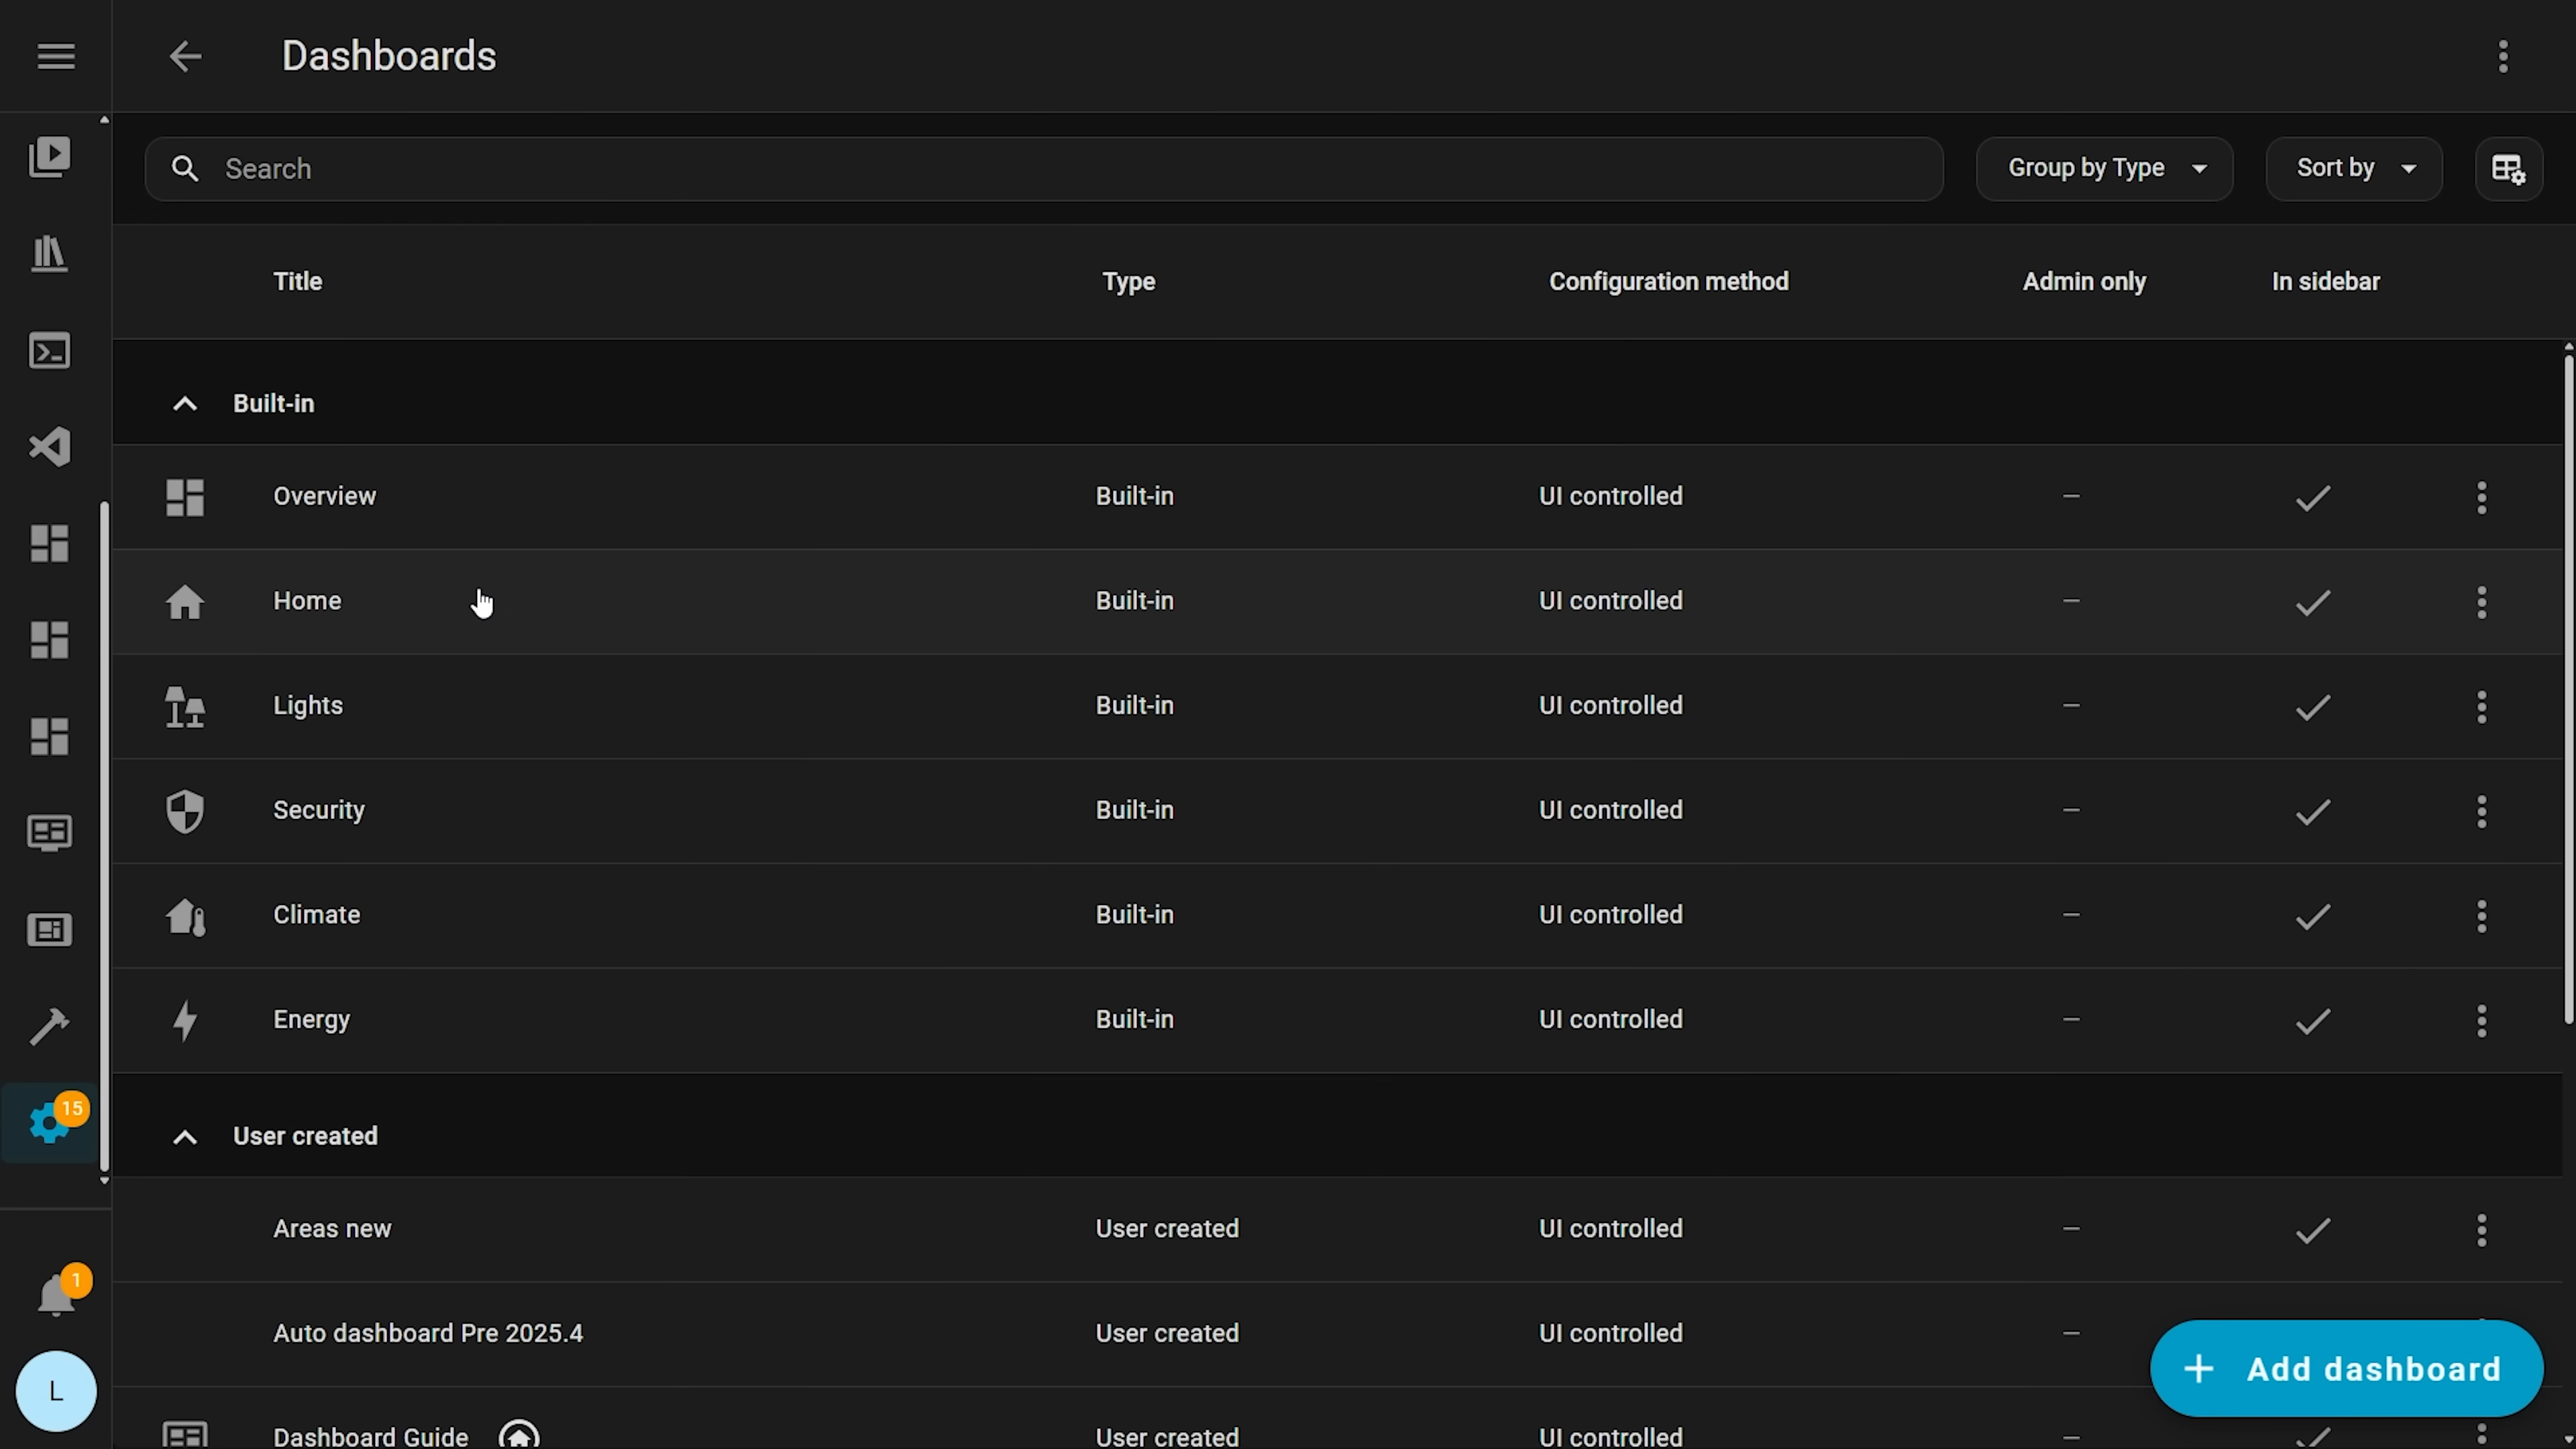 Dashboards
Search
Group by Type
Sort by
Title Type Configuration method Admin only In sidebar
Built-in
Overview Built-in UI controlled –
Home Built-in UI controlled –
Lights Built-in UI controlled –
Security Built-in UI controlled –
Climate Built-in UI controlled –
Energy Built-in UI controlled –
15
User created
Areas new User created UI controlled –
1
Auto dashboard Pre 2025.4 User created UI controlled –
+ Add dashboard
L
Dashboard Guide User created UI controlled –